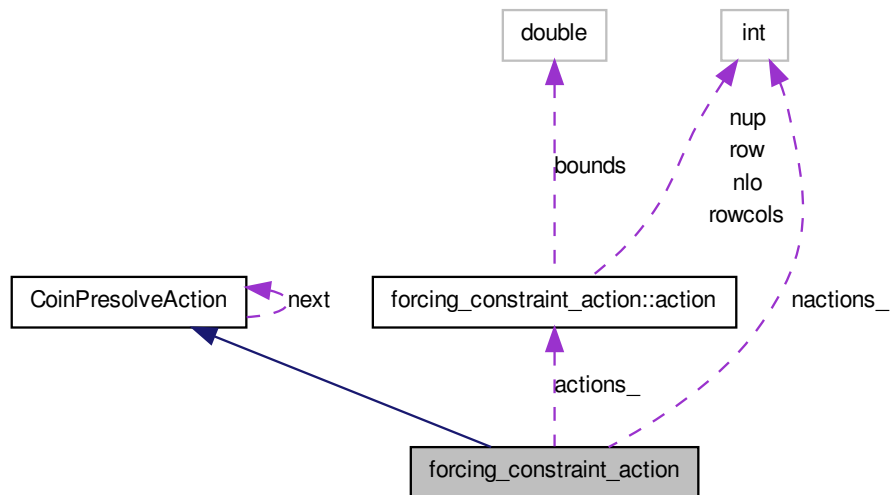 double
int
nup
row
nlo
rowcols
bounds
CoinPresolveAction
next
forcing_constraint_action::action
nactions_
actions_
forcing_constraint_action